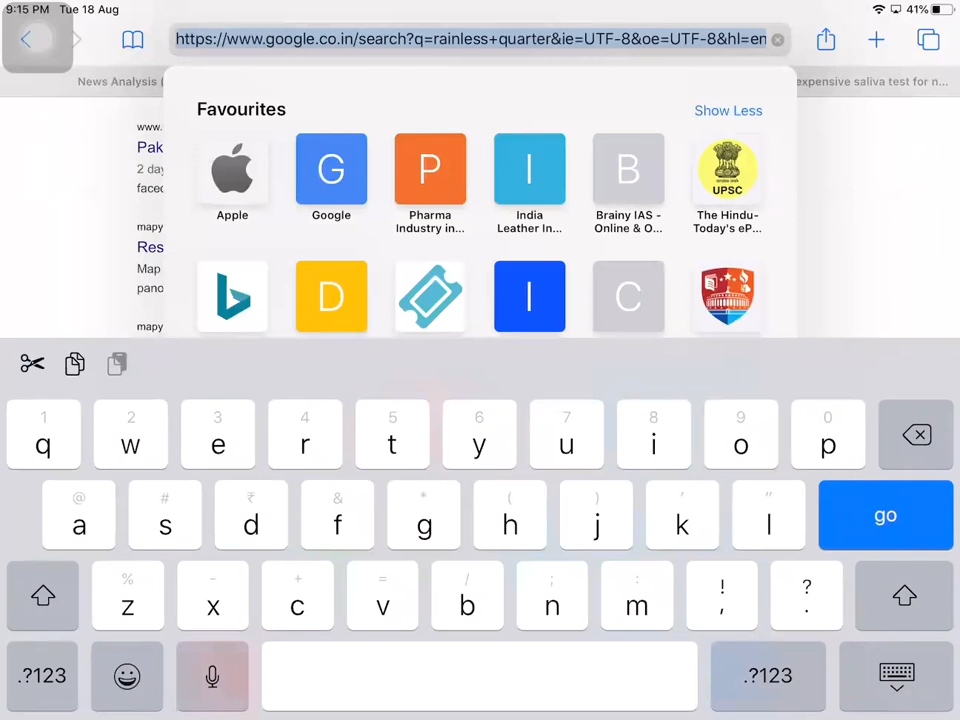 9:15 PM Tue 18 Aug
41%
https://www.google.co.in/search?q=rainless+quarter&ie=UTF-8&oe=UTF-8&hl=en
News Analysis (
expensive saliva test for n...
Favourites
Show Less
www.
Pak
2 day
faced
mapy
Res
Map
pano
mapy
G
P
I
B
UPSC
Apple
Google
Pharma
Industry in...
India
Leather In...
Brainy IAS -
Online & O...
The Hindu-
Today's eP...
b
D
I
C
1 2 3 4 5 6 7 8 9 0
q w e r t y u i o p
@ # ₹ & * ( ) ' "
a s d f g h j k l go
% - + = / ; : ! ?
z x c v b n m , .
.?123 .?123